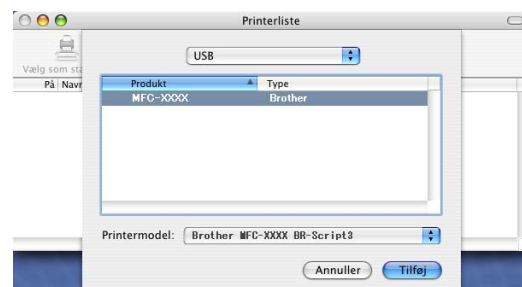 Printerliste
USB
Vælg som sta
På Navn
Produkt Type
MFC-XXXX Brother
Printermodel: Brother MFC-XXXX BR-Script3
Annuller Tilføj